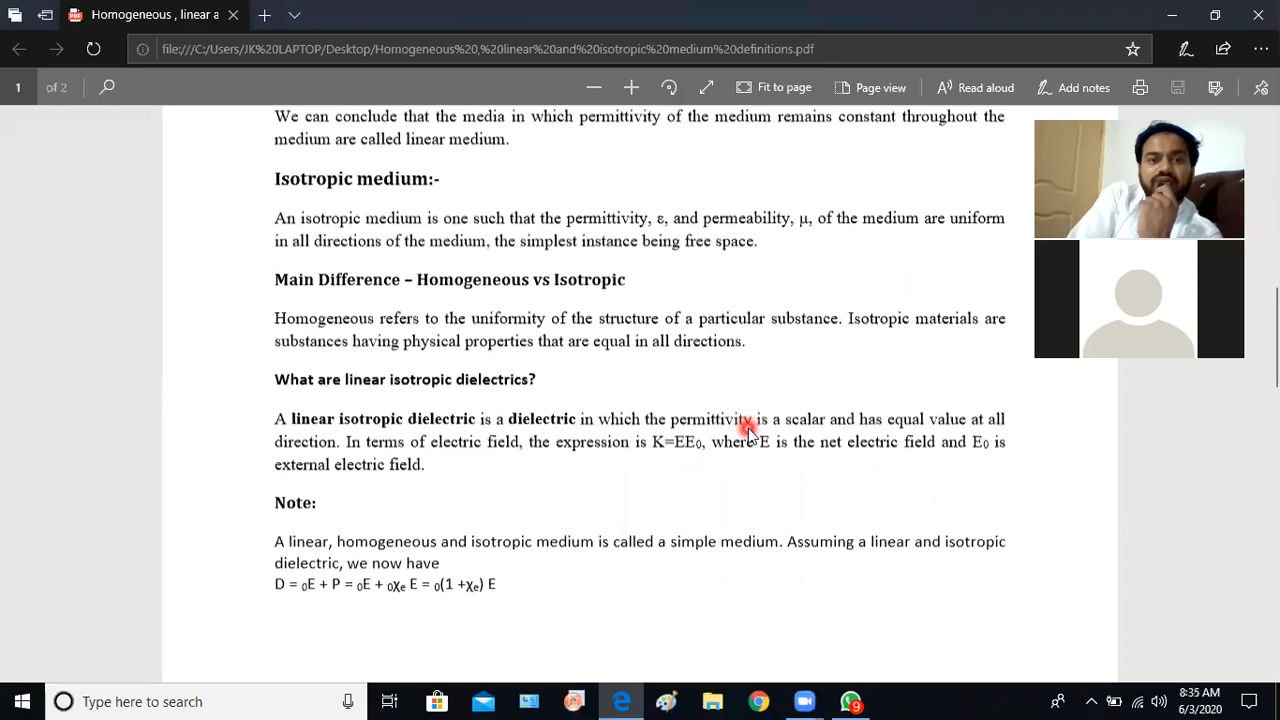 Homogeneous , linear a
file:///C:/Users/JK%20LAPTOP/Desktop/Homogeneous%20,%20linear%20and%20isotropic%20medium%20definitions.pdf
1 of 2
Fit to page
Page view
Read aloud
Add notes
We can conclude that the media in which permittivity of the medium remains constant throughout the
medium are called linear medium.
Isotropic medium:-
An isotropic medium is one such that the permittivity, ε, and permeability, μ, of the medium are uniform
in all directions of the medium, the simplest instance being free space.
Main Difference – Homogeneous vs Isotropic
Homogeneous refers to the uniformity of the structure of a particular substance. Isotropic materials are
substances having physical properties that are equal in all directions.
What are linear isotropic dielectrics?
A linear isotropic dielectric is a dielectric in which the permittivity is a scalar and has equal value at all
direction. In terms of electric field, the expression is K=EE₀, where E is the net electric field and E₀ is
external electric field.
Note:
A linear, homogeneous and isotropic medium is called a simple medium. Assuming a linear and isotropic
dielectric, we now have
D = ₀E + P = ₀E + ₀χₑ E = ₀(1 +χₑ) E
Type here to search
9
8:35 AM
6/3/2020